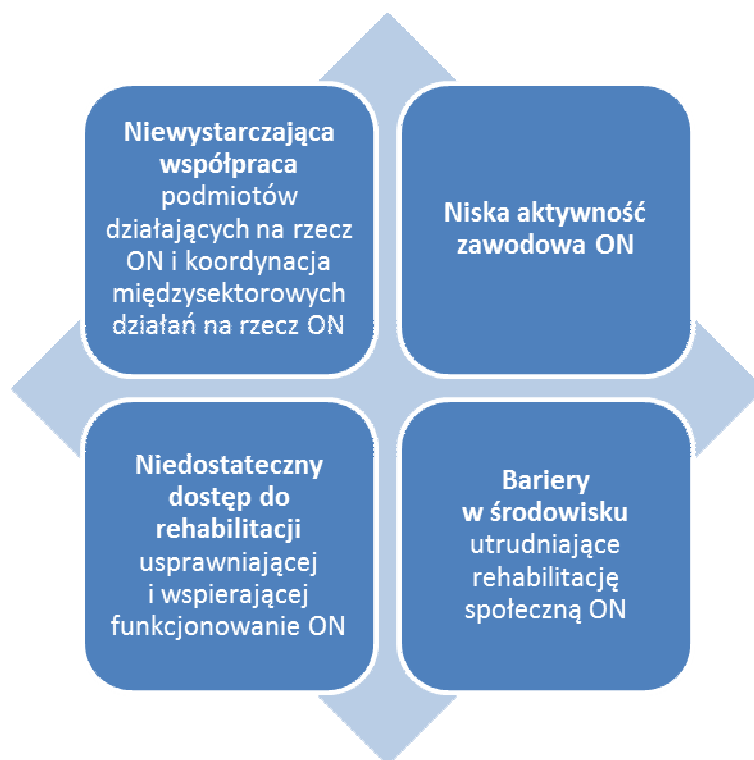 Niewystarczająca
współpraca
podmiotów
działających na rzecz
ON i koordynacja
międzysektorowych
działań na rzecz ON
Niska aktywność
zawodowa ON
Niedostateczny
dostęp do
rehabilitacji
usprawniającej
i wspierającej
funkcjonowanie ON
Bariery
w środowisku
utrudniające
rehabilitację
społeczną ON